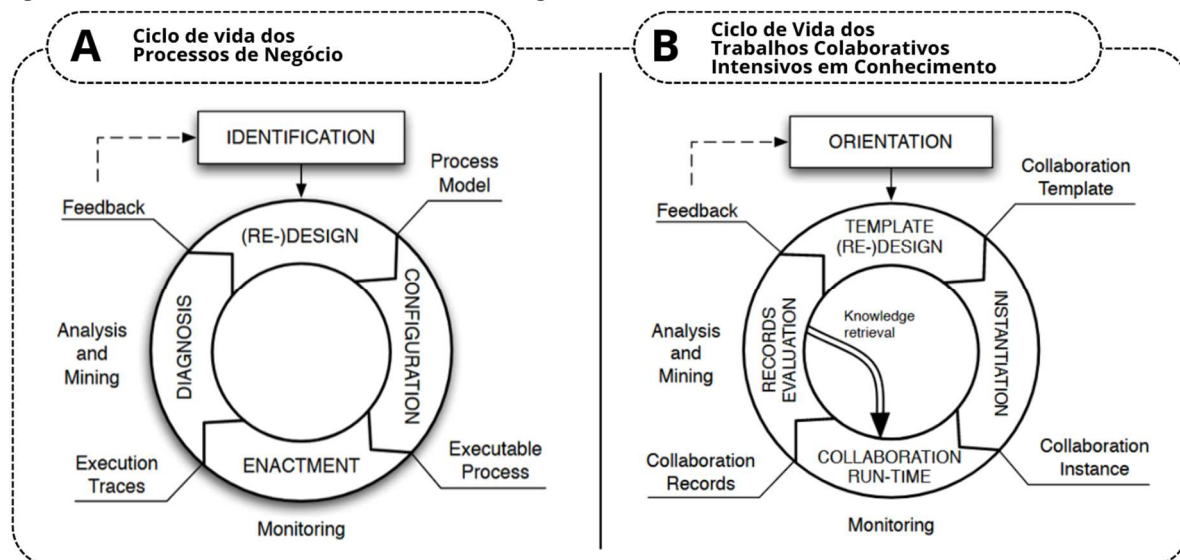 A
Ciclo de vida dos
Processos de Negócio
IDENTIFICATION
Process
Model
Feedback
(RE-)DESIGN
CONFIGURATION
DIAGNOSIS
Analysis
and
Mining
ENACTMENT
Execution
Traces
Executable
Process
Monitoring
B
Ciclo de Vida dos
Trabalhos Colaborativos
Intensivos em Conhecimento
ORIENTATION
Collaboration
Template
Feedback
TEMPLATE
(RE-)DESIGN
INSTANTIATION
Knowledge
retrieval
RECORDS
EVALUATION
Analysis
and
Mining
COLLABORATION
RUN-TIME
Collaboration
Records
Collaboration
Instance
Monitoring